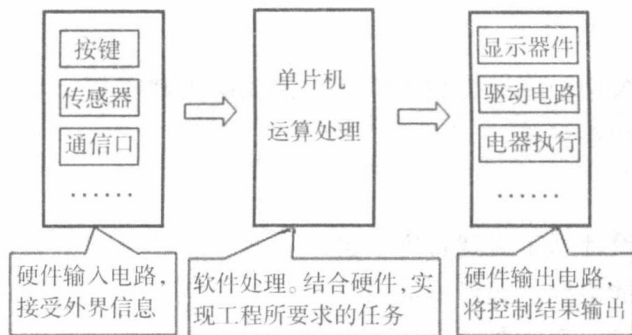 按键
传感器
通信口
……
单片机
运算处理
显示器件
驱动电路
电器执行
……
硬件输入电路，
接受外界信息
软件处理。结合硬件，实
现工程所要求的任务
硬件输出电路，
将控制结果输出